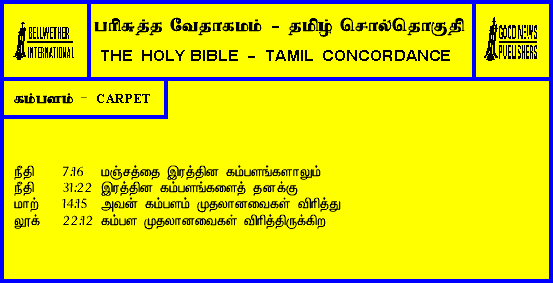 BELLWETHER
INTERNATIONAL
பரிசுத்த வேதாகமம் - தமிழ் சொல்தொகுதி
THE HOLY BIBLE - TAMIL CONCORDANCE
GOOD NEWS
PUBLISHERS
கம்பளம் - CARPET
நீதி 7:16 மஞ்சத்தை இரத்தின கம்பளங்களாலும்
நீதி 31:22 இரத்தின கம்பளங்களைத் தனக்கு
மாற் 14:15 அவன் கம்பளம் முதலானவைகள் விரித்து
லூக் 22:12 கம்பள முதலானவைகள் விரித்திருக்கிற